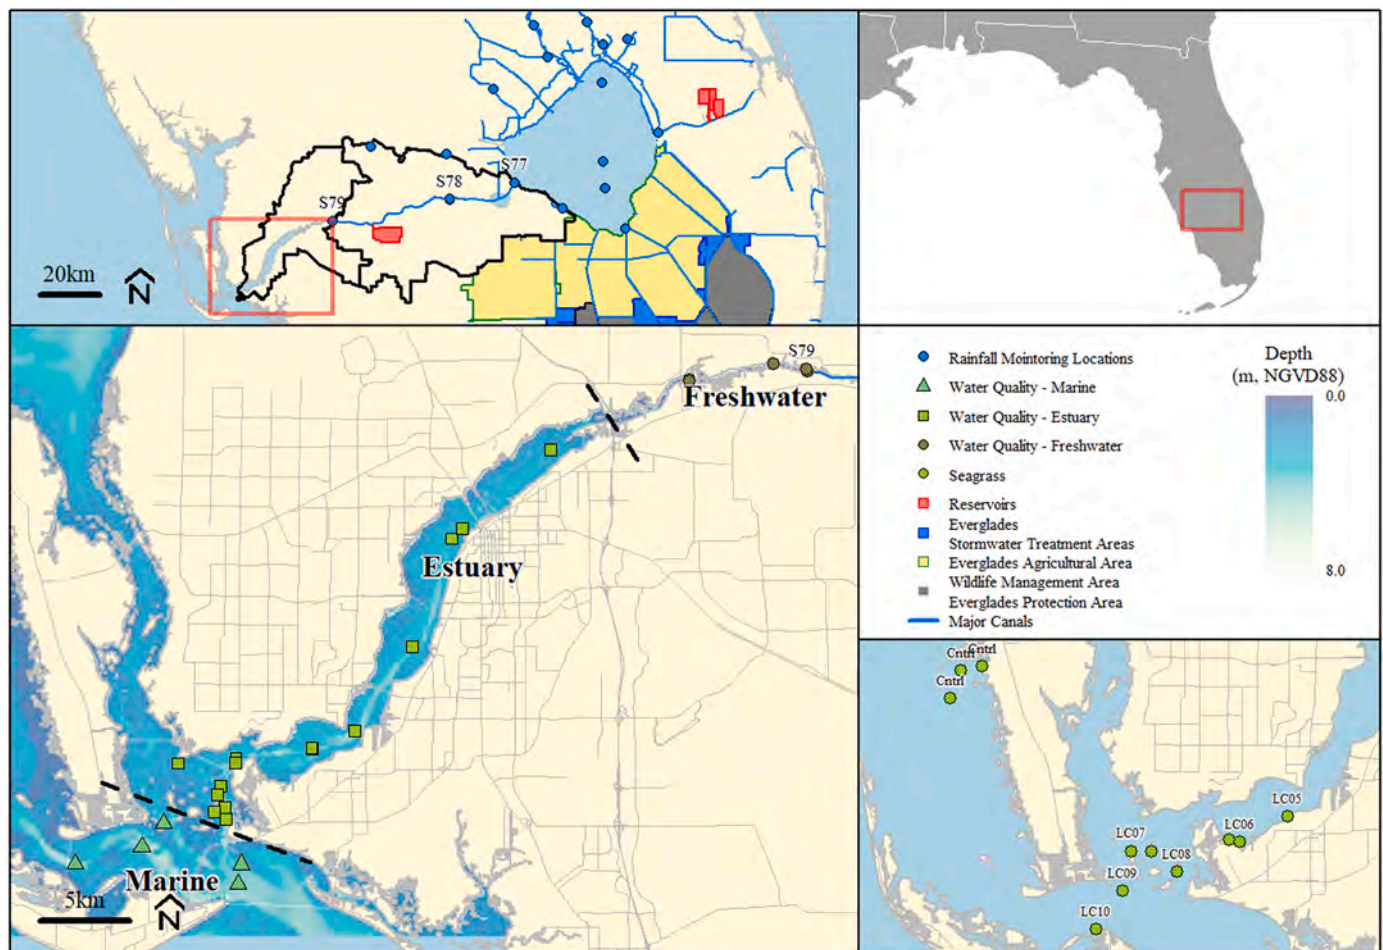 S77
S78
S79
20km
N
S79
Freshwater
Estuary
Marine
5km
N
Rainfall Mointoring Locations
Water Quality - Marine
Water Quality - Estuary
Water Quality - Freshwater
Seagrass
Reservoirs
Everglades
Stormwater Treatment Areas
Everglades Agricultural Area
Wildlife Management Area
Everglades Protection Area
Major Canals
Depth
(m, NGVD88)
0.0
8.0
Cntrl
Cntrl
Cntrl
LC05
LC06
LC07
LC08
LC09
LC10